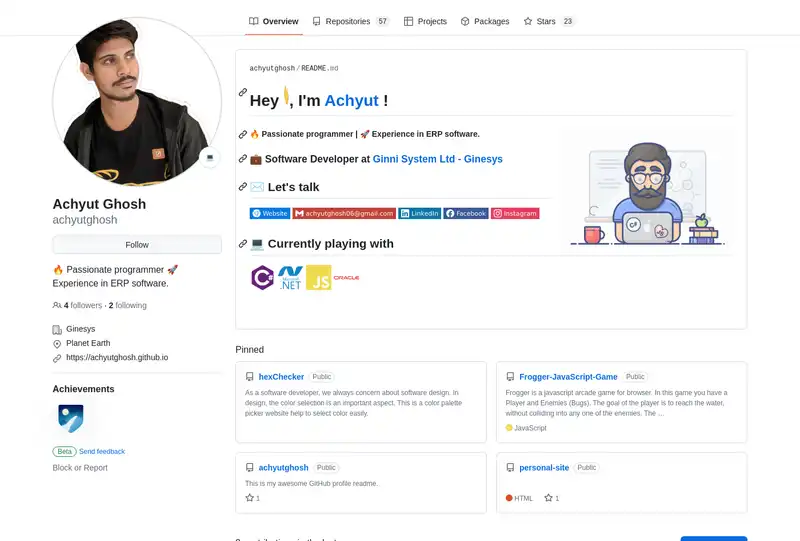 Overview
Repositories 57
Projects
Packages
Stars 23
Achyut Ghosh
achyutghosh
Follow
🔥 Passionate programmer 🚀
Experience in ERP software.
4 followers · 2 following
Ginesys
Planet Earth
https://achyutghosh.github.io
Achievements
Beta Send feedback
Block or Report
achyutghosh/README.md
Hey , I'm Achyut !
🔥 Passionate programmer | 🚀 Experience in ERP software.
💼 Software Developer at Ginni System Ltd - Ginesys
✉️ Let's talk
Website achyutghosh06@gmail.com LinkedIn Facebook Instagram
💻 Currently playing with
C# Microsoft .NET JS ORACLE
C#
Pinned
hexChecker Public
As a software developer, we always concern about software design. In
design, the color selection is an important aspect. This is a color palette
picker website help to select color easily.
Frogger-JavaScript-Game Public
Frogger is a javascript arcade game for browser. In this game you have a
Player and Enemies (Bugs). The goal of the player is to reach the water,
without colliding into any one of the enemies. The …
JavaScript
achyutghosh Public
This is my awesome GitHub profile readme.
1
personal-site Public
HTML 1